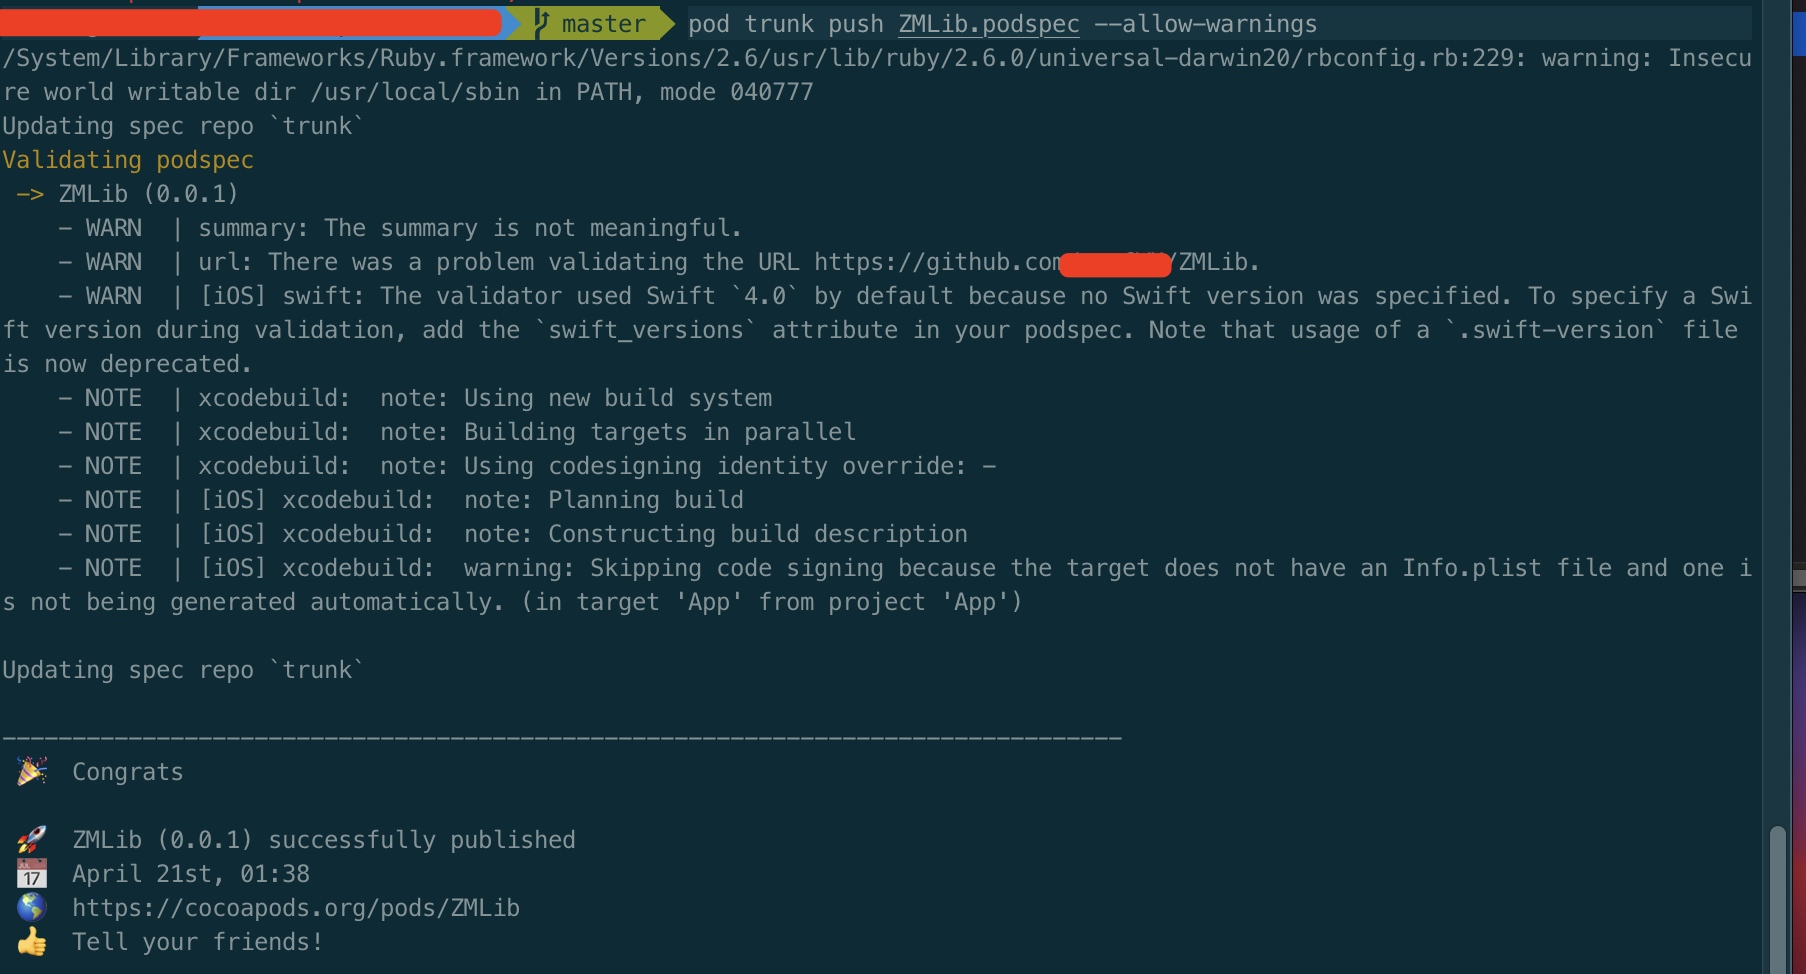 master pod trunk push ZMLib.podspec --allow-warnings
/System/Library/Frameworks/Ruby.framework/Versions/2.6/usr/lib/ruby/2.6.0/universal-darwin20/rbconfig.rb:229: warning: Insecu
re world writable dir /usr/local/sbin in PATH, mode 040777
Updating spec repo `trunk`
Validating podspec
-> ZMLib (0.0.1)
- WARN | summary: The summary is not meaningful.
- WARN | url: There was a problem validating the URL https://github.com/ZMLib.
- WARN | [iOS] swift: The validator used Swift `4.0` by default because no Swift version was specified. To specify a Swi
ft version during validation, add the `swift_versions` attribute in your podspec. Note that usage of a `.swift-version` file
is now deprecated.
- NOTE | xcodebuild:  note: Using new build system
- NOTE | xcodebuild:  note: Building targets in parallel
- NOTE | xcodebuild:  note: Using codesigning identity override: -
- NOTE | [iOS] xcodebuild:  note: Planning build
- NOTE | [iOS] xcodebuild:  note: Constructing build description
- NOTE | [iOS] xcodebuild:  warning: Skipping code signing because the target does not have an Info.plist file and one i
s not being generated automatically. (in target 'App' from project 'App')
Updating spec repo `trunk`
--------------------------------------------------------------------------------
🎉 Congrats
🚀 ZMLib (0.0.1) successfully published
📅 April 21st, 01:38
🌎 https://cocoapods.org/pods/ZMLib
👍 Tell your friends!